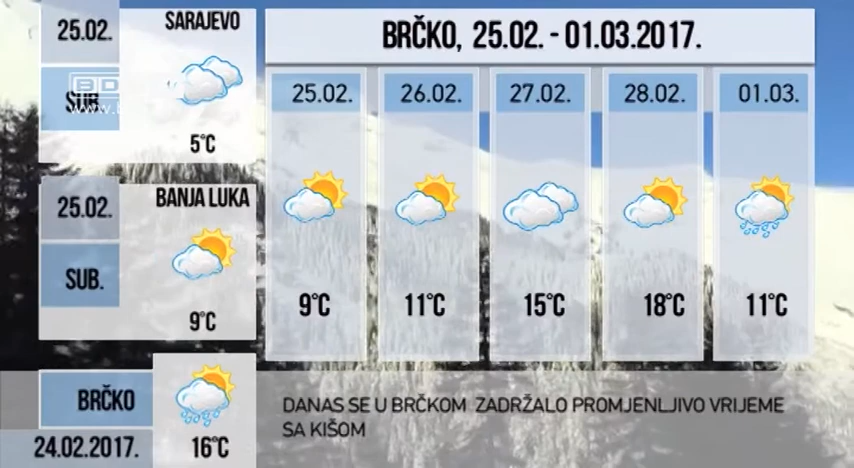 25.02.
SARAJEVO
SUB.
5°C
25.02.
BANJA LUKA
SUB.
9°C
BRČKO
24.02.2017.
16°C
BRČKO, 25.02. - 01.03.2017.
25.02.
26.02.
27.02.
28.02.
01.03.
9°C
11°C
15°C
18°C
11°C
DANAS SE U BRČKOM ZADRŽALO PROMJENLJIVO VRIJEME
SA KIŠOM